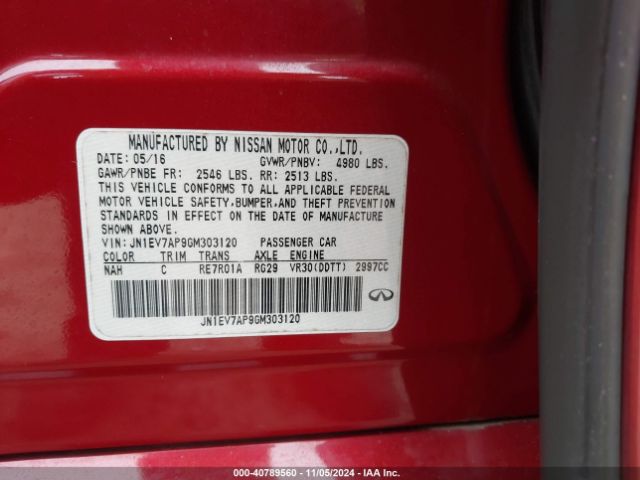 MANUFACTURED BY NISSAN MOTOR CO.,LTD.
DATE: 05/16 GVWR/PNBV: 4980 LBS.
GAWR/PNBE FR: 2546 LBS. RR: 2513 LBS.
THIS VEHICLE CONFORMS TO ALL APPLICABLE FEDERAL
MOTOR VEHICLE SAFETY,BUMPER,AND THEFT PREVENTION
STANDARDS IN EFFECT ON THE DATE OF MANUFACTURE
SHOWN ABOVE.
VIN: JN1EV7AP9GM303120 PASSENGER CAR
COLOR TRIM TRANS AXLE ENGINE
NAH C RE7R01A RG29 VR30(DDTT) 2997CC
JN1EV7AP9GM303120
INFINITI
000-40789560 - 11/05/2024 - IAA Inc.